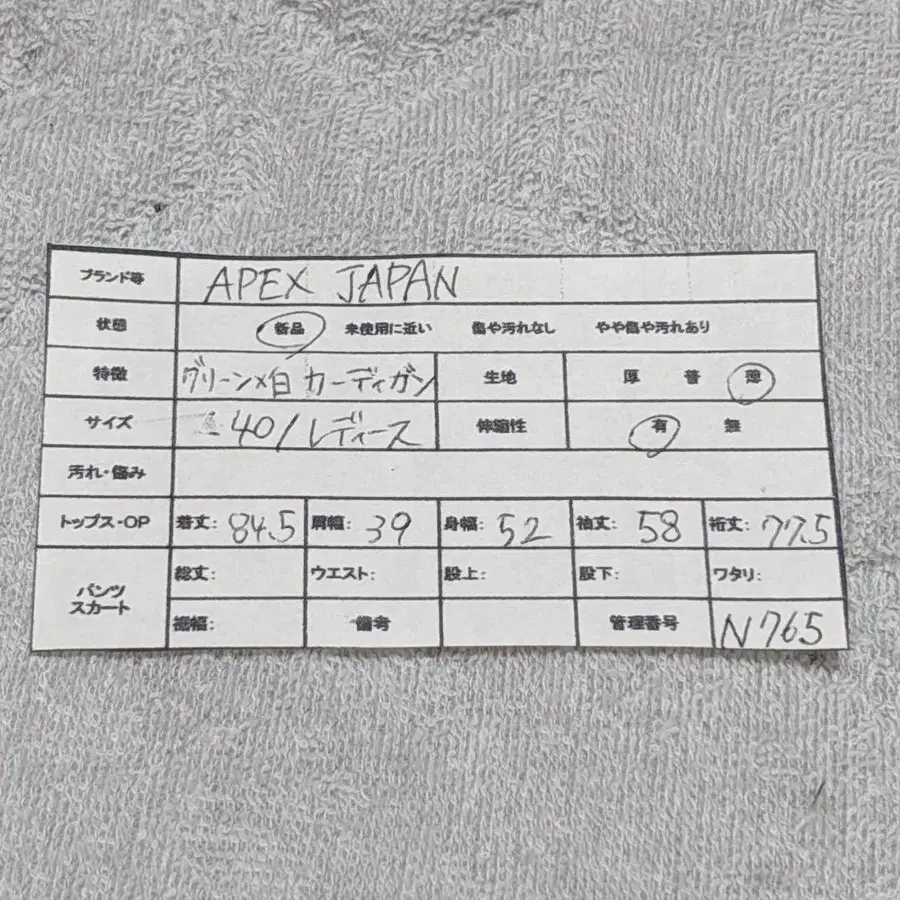 ブランド等 APEX JAPAN
状態 新品 未使用に近い 傷や汚れなし やや傷や汚れあり
特徴 グリーン×白 カーディガン 生地 厚 普 薄
サイズ 40/レディース 伸縮性 有 無
汚れ・傷み
トップス・OP 着丈: 84.5 肩幅: 39 身幅: 52 袖丈: 58 裄丈: 77.5
パンツ スカート 総丈: ウエスト: 股上: 股下: ワタリ:
裾幅: 備考 管理番号 N765